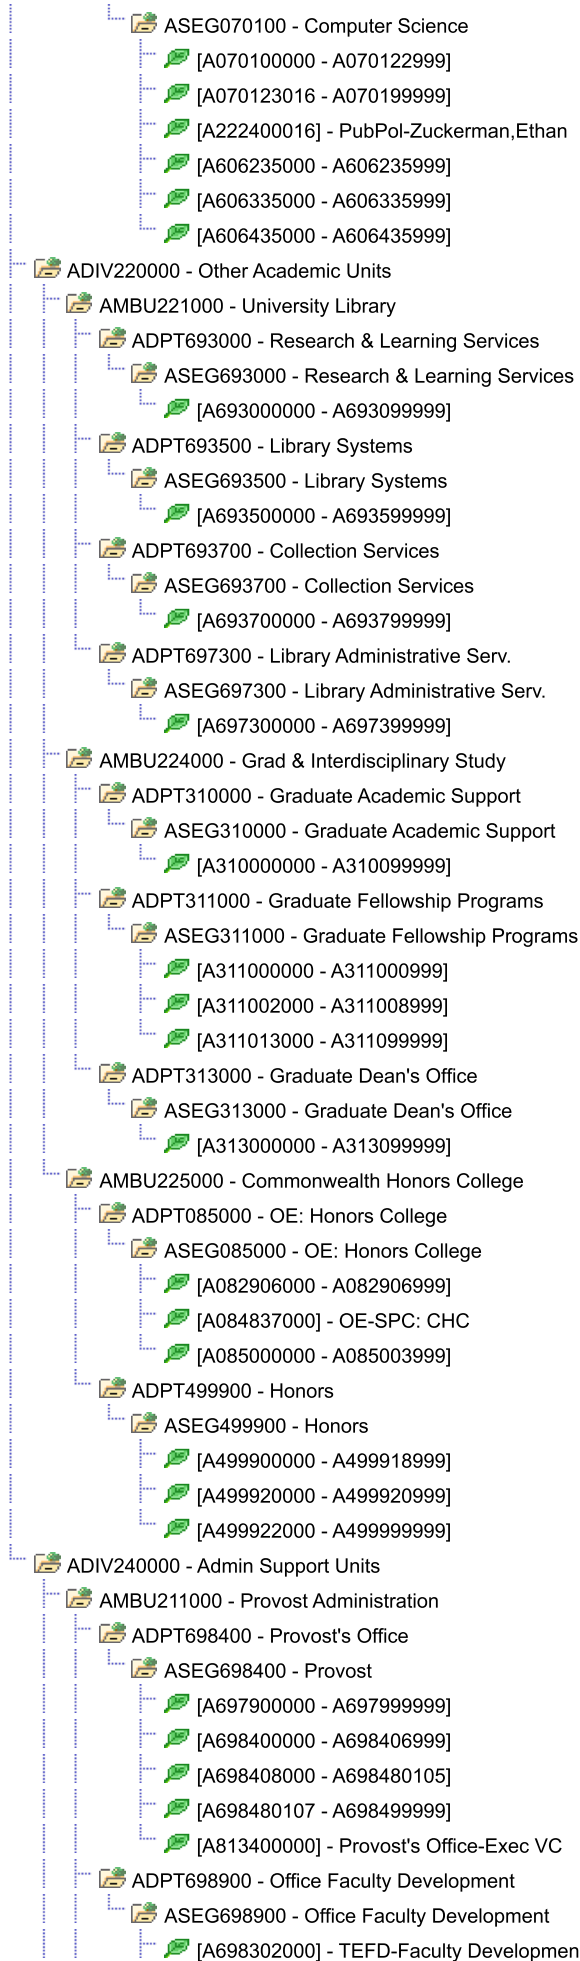 ASEG070100 - Computer Science
[A070100000 - A070122999]
[A070123016 - A070199999]
[A222400016] - PubPol-Zuckerman,Ethan
[A606235000 - A606235999]
[A606335000 - A606335999]
[A606435000 - A606435999]
ADIV220000 - Other Academic Units
AMBU221000 - University Library
ADPT693000 - Research & Learning Services
ASEG693000 - Research & Learning Services
[A693000000 - A693099999]
ADPT693500 - Library Systems
ASEG693500 - Library Systems
[A693500000 - A693599999]
ADPT693700 - Collection Services
ASEG693700 - Collection Services
[A693700000 - A693799999]
ADPT697300 - Library Administrative Serv.
ASEG697300 - Library Administrative Serv.
[A697300000 - A697399999]
AMBU224000 - Grad & Interdisciplinary Study
ADPT310000 - Graduate Academic Support
ASEG310000 - Graduate Academic Support
[A310000000 - A310099999]
ADPT311000 - Graduate Fellowship Programs
ASEG311000 - Graduate Fellowship Programs
[A311000000 - A311000999]
[A311002000 - A311008999]
[A311013000 - A311099999]
ADPT313000 - Graduate Dean's Office
ASEG313000 - Graduate Dean's Office
[A313000000 - A313099999]
AMBU225000 - Commonwealth Honors College
ADPT085000 - OE: Honors College
ASEG085000 - OE: Honors College
[A082906000 - A082906999]
[A084837000] - OE-SPC: CHC
[A085000000 - A085003999]
ADPT499900 - Honors
ASEG499900 - Honors
[A499900000 - A499918999]
[A499920000 - A499920999]
[A499922000 - A499999999]
ADIV240000 - Admin Support Units
AMBU211000 - Provost Administration
ADPT698400 - Provost's Office
ASEG698400 - Provost
[A697900000 - A697999999]
[A698400000 - A698406999]
[A698408000 - A698480105]
[A698480107 - A698499999]
[A813400000] - Provost's Office-Exec VC
ADPT698900 - Office Faculty Development
ASEG698900 - Office Faculty Development
[A698302000] - TEFD-Faculty Developmen